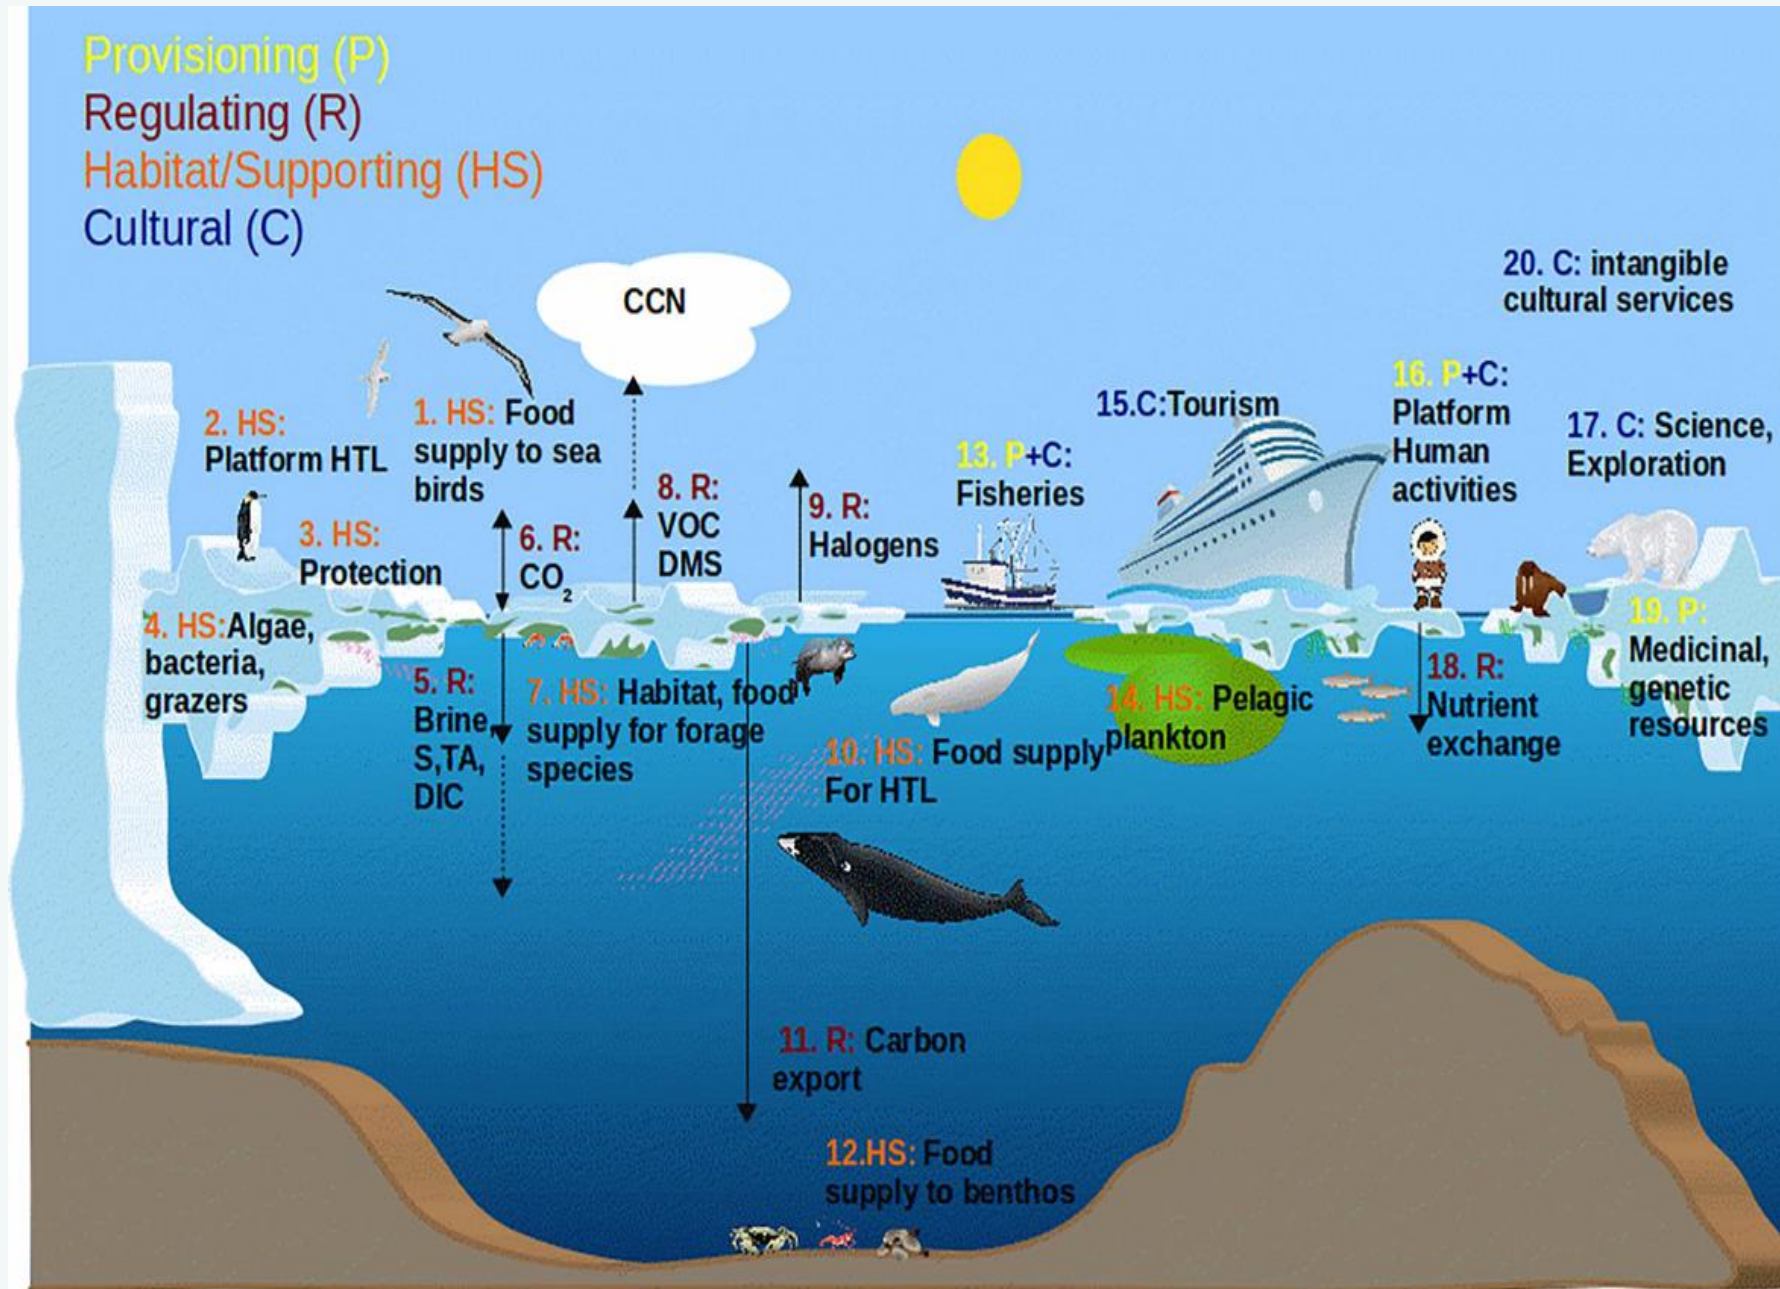 Provisioning (P)
Regulating (R)
Habitat/Supporting (HS)
Cultural (C)
CCN
20. C: intangible
cultural services
2. HS:
Platform HTL
1. HS: Food
supply to sea
birds
3. HS:
Protection
4. HS:Algae,
bacteria,
grazers
5. R:
Brine,
S,TA,
DIC
6. R:
CO₂
7. HS: Habitat, food
supply for forage
species
8. R:
VOC
DMS
9. R:
Halogens
10. HS: Food supply
For HTL
11. R: Carbon
export
12.HS: Food
supply to benthos
13. P+C:
Fisheries
14. HS: Pelagic
plankton
15.C:Tourism
16. P+C:
Platform
Human
activities
17. C: Science,
Exploration
18. R:
Nutrient
exchange
19. P:
Medicinal,
genetic
resources